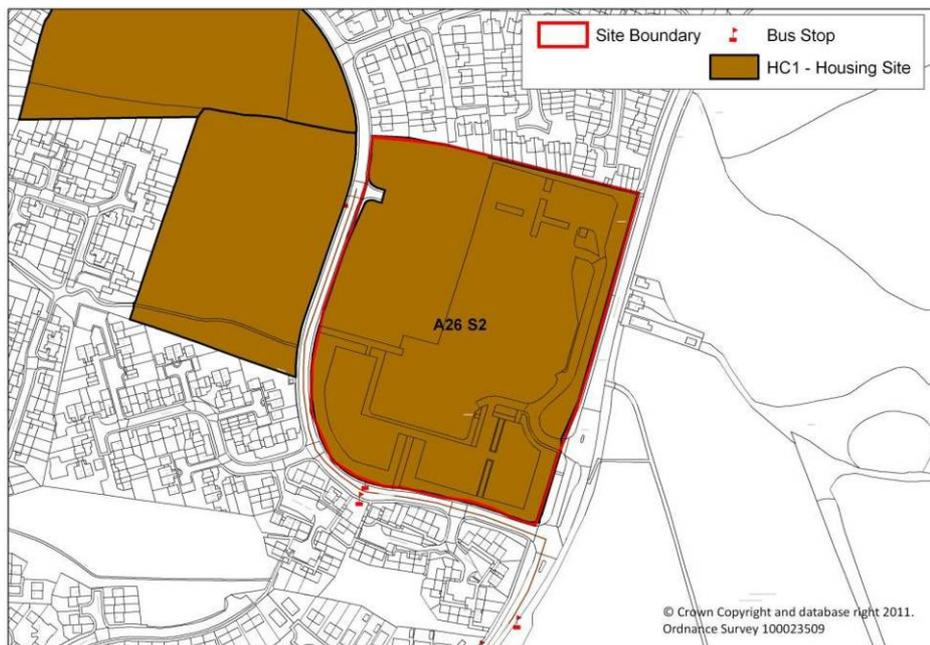 Site Boundary
Bus Stop
HC1 - Housing Site
A26 S2
© Crown Copyright and database right 2011.
Ordnance Survey 100023509